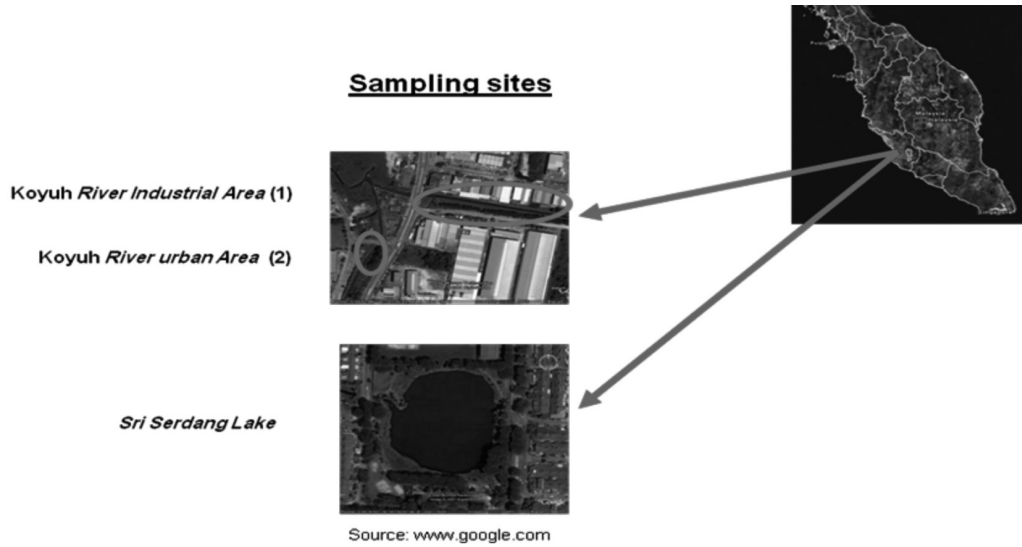 Sampling sites
Koyuh River Industrial Area (1)
Koyuh River urban Area (2)
Sri Serdang Lake
Malaysia
Source: www.google.com